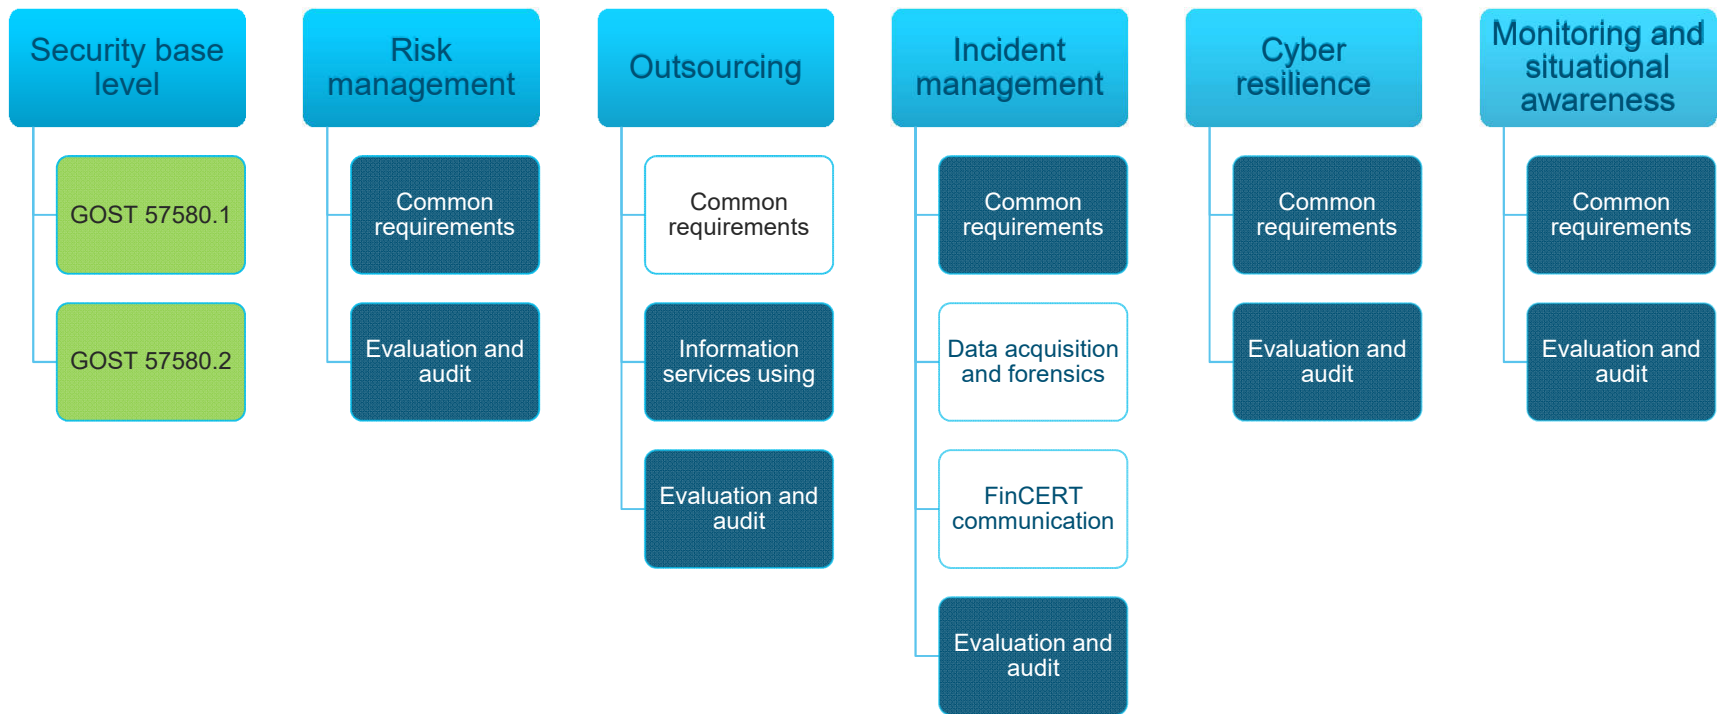 Security base
level
GOST 57580.1
GOST 57580.2
Risk
management
Common
requirements
Evaluation and
audit
Outsourcing
Common
requirements
Information
services using
Evaluation and
audit
Incident
management
Common
requirements
Data acquisition
and forensics
FinCERT
communication
Evaluation and
audit
Cyber
resilience
Common
requirements
Evaluation and
audit
Monitoring and
situational
awareness
Common
requirements
Evaluation and
audit